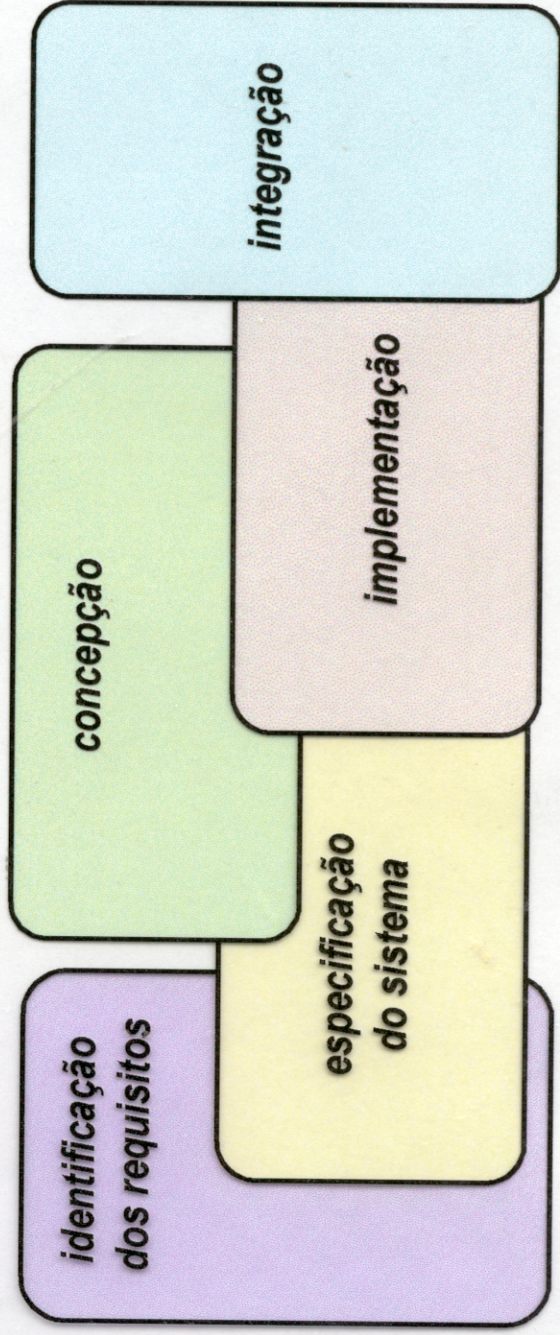 identificação
dos requisitos
especificação
do sistema
concepção
implementação
integração